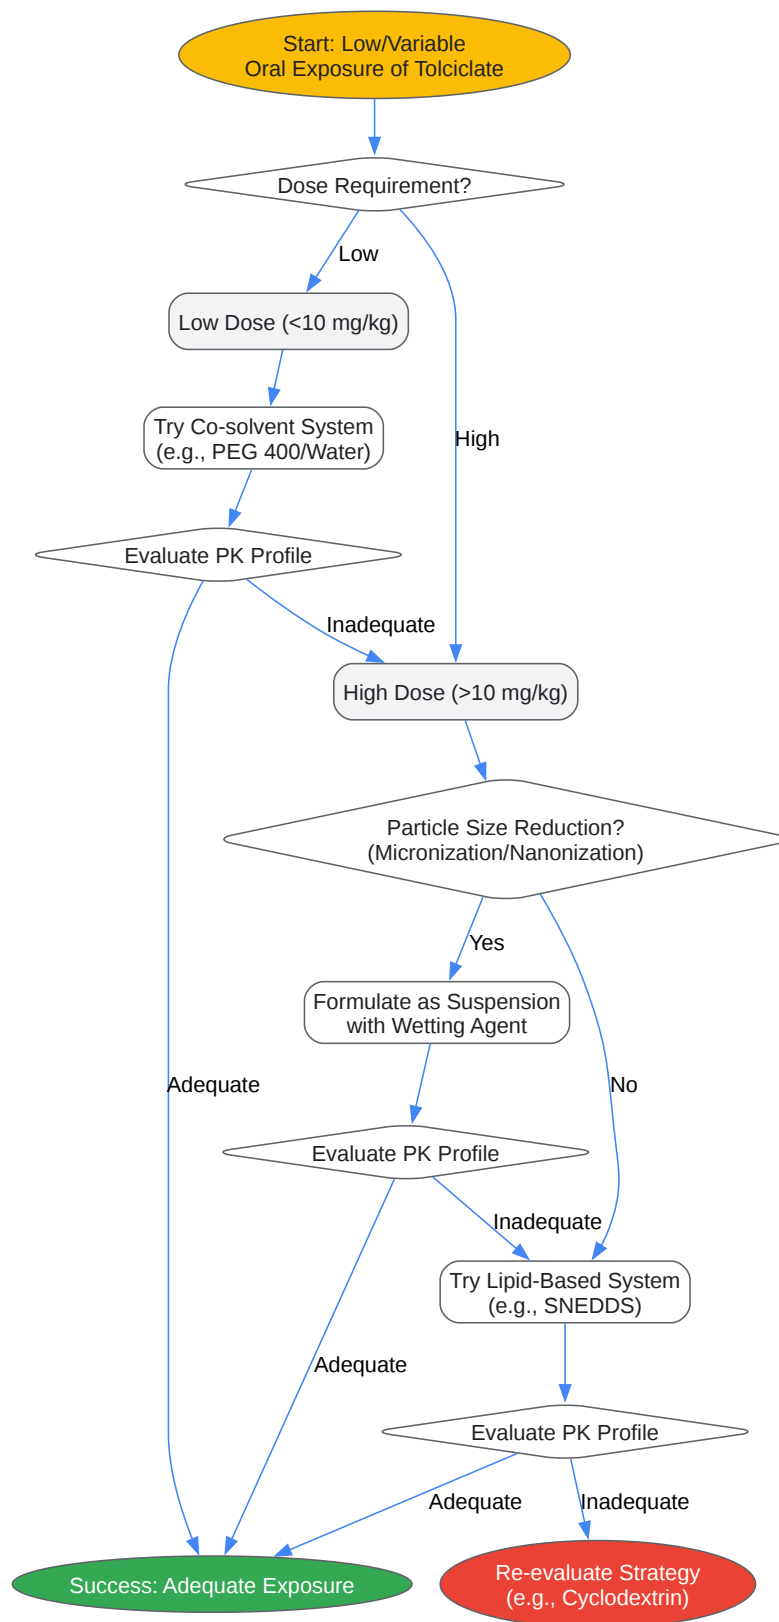 Start: Low/Variable
Oral Exposure of Tolciclate
Dose Requirement?
Low
Low Dose (<10 mg/kg)
Try Co-solvent System
(e.g., PEG 400/Water)
High
Evaluate PK Profile
Inadequate
High Dose (>10 mg/kg)
Particle Size Reduction?
(Micronization/Nanonization)
Yes
Formulate as Suspension
with Wetting Agent
Adequate
No
Evaluate PK Profile
Inadequate
Try Lipid-Based System
(e.g., SNEDDS)
Adequate
Evaluate PK Profile
Adequate
Inadequate
Success: Adequate Exposure
Re-evaluate Strategy
(e.g., Cyclodextrin)